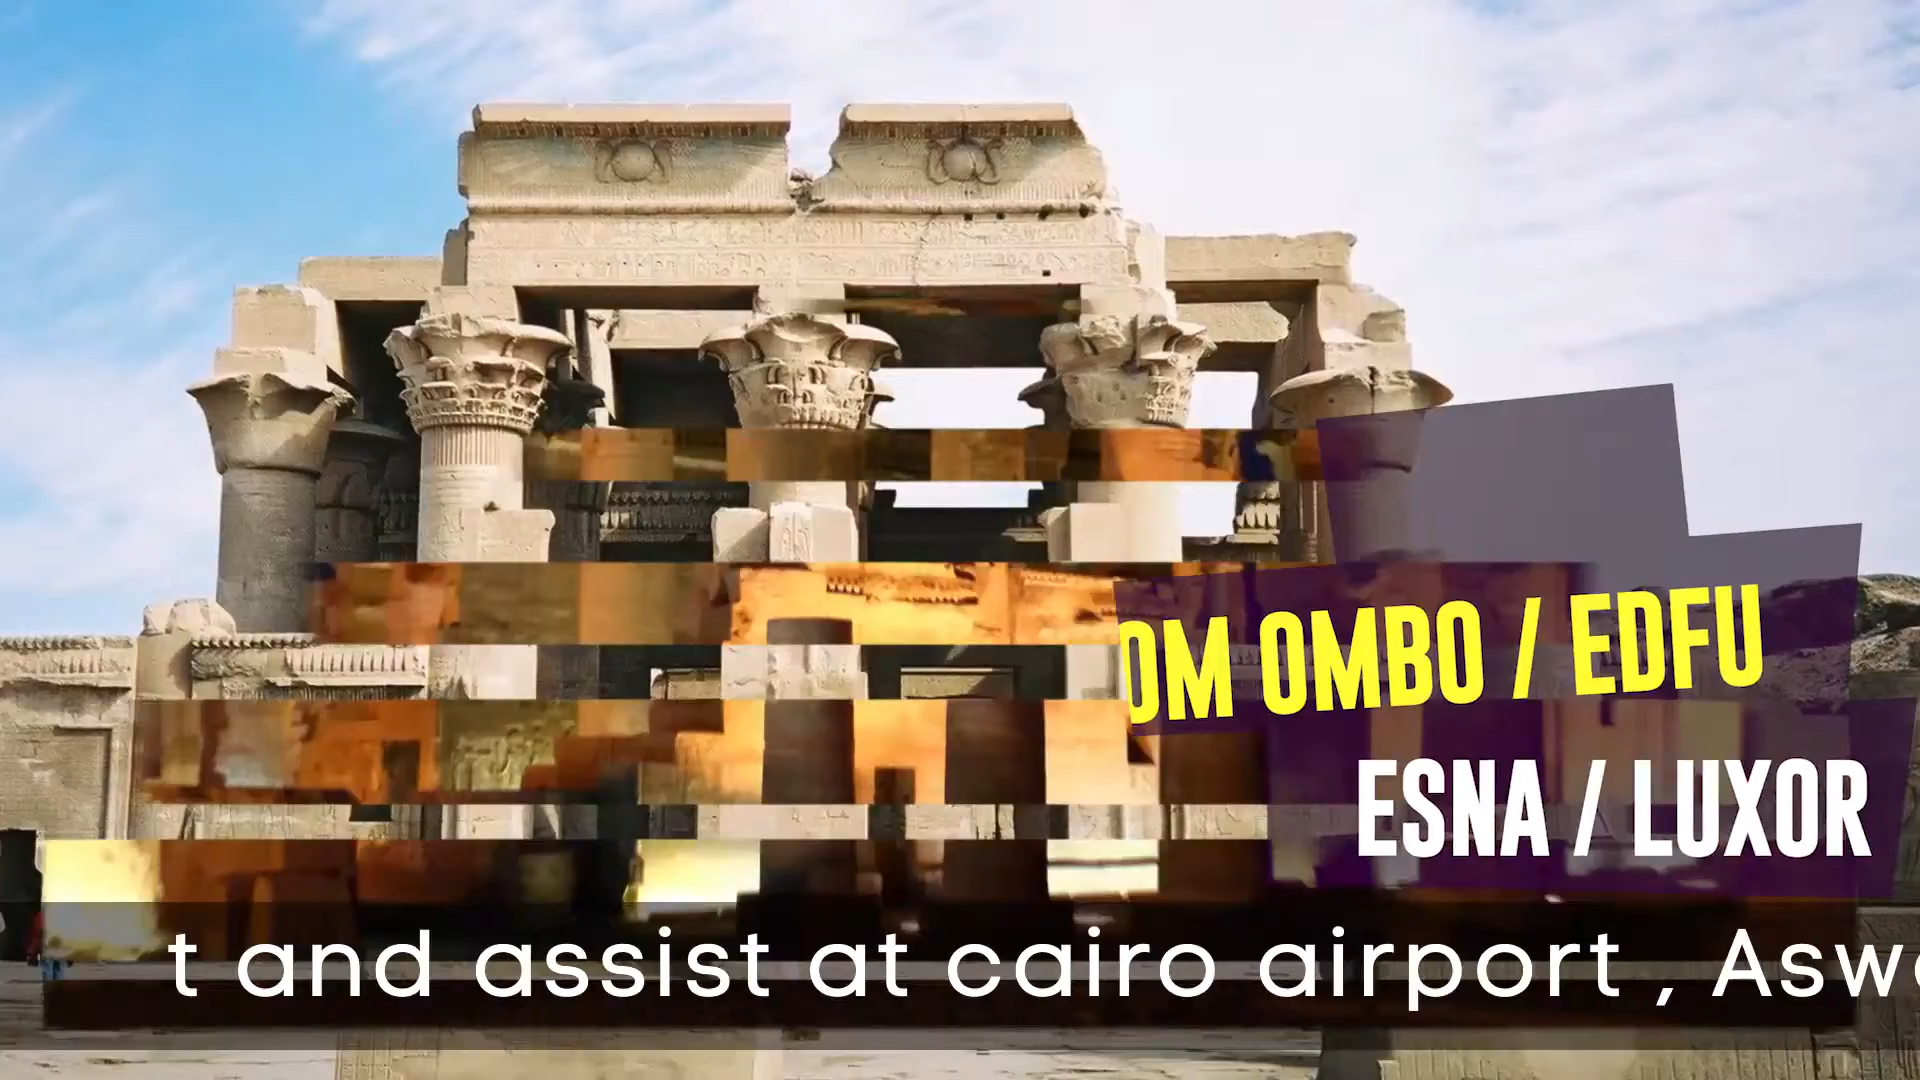 OM OMBO / EDFU
ESNA / LUXOR
t and assist at cairo airport , Asw